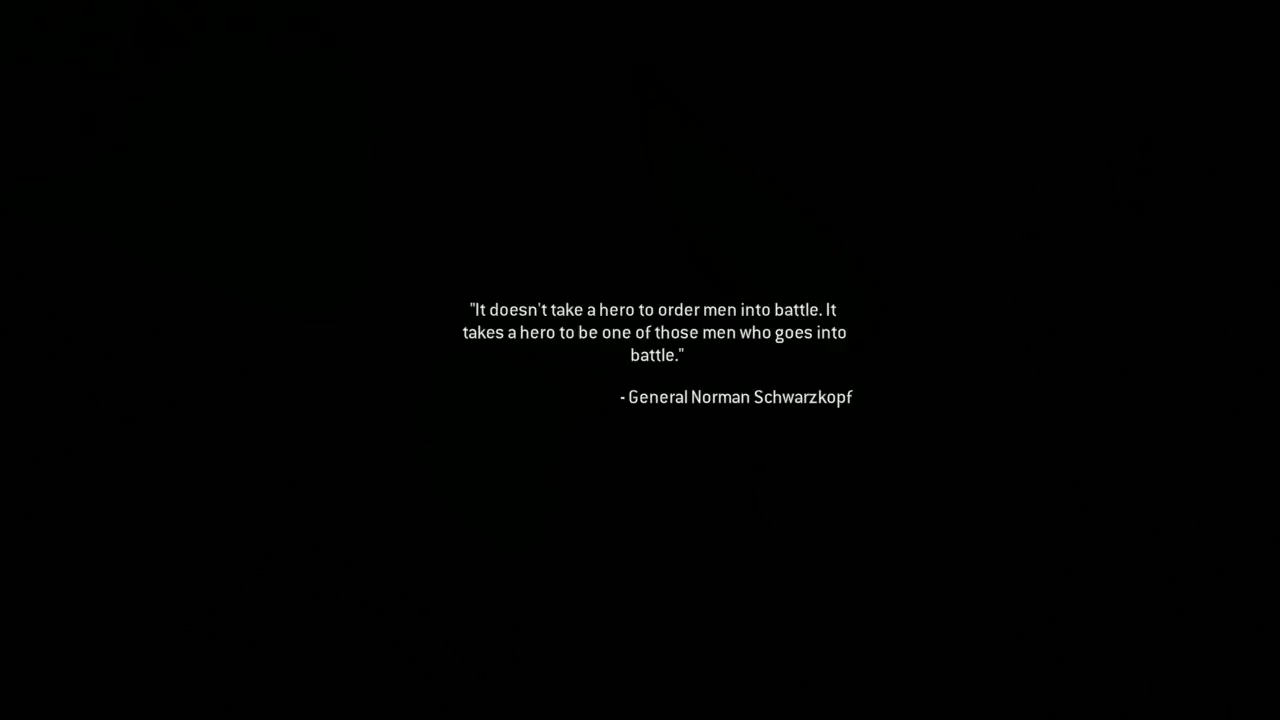 "It doesn't take a hero to order men into battle. It
takes a hero to be one of those men who goes into
battle."
- General Norman Schwarzkopf